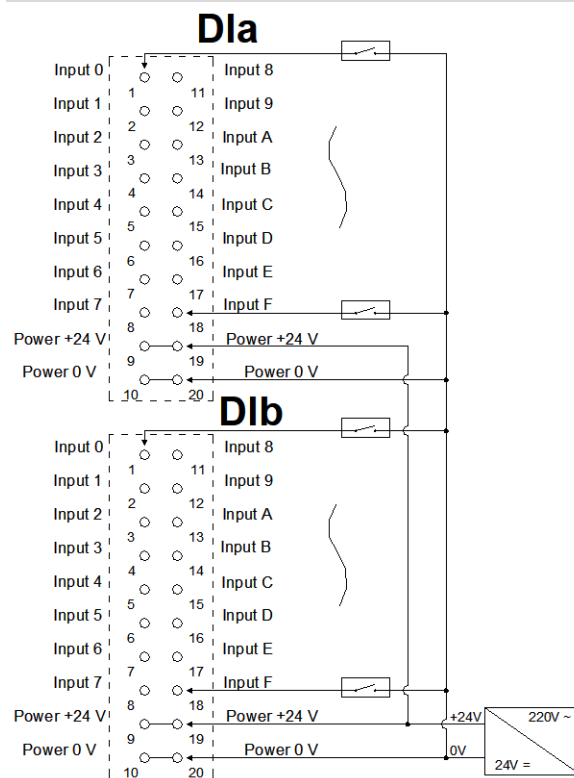 DIa
Input 0 Input 8
1 11
Input 1 Input 9
2 12
Input 2 Input A
3 13
Input 3 Input B
4 14
Input 4 Input C
5 15
Input 5 Input D
6 16
Input 6 Input E
7 17
Input 7 Input F
8 18
Power +24 V Power +24 V
9 19
Power 0 V Power 0 V
10 20
DIb
Input 0 Input 8
1 11
Input 1 Input 9
2 12
Input 2 Input A
3 13
Input 3 Input B
4 14
Input 4 Input C
5 15
Input 5 Input D
6 16
Input 6 Input E
7 17
Input 7 Input F
8 18
Power +24 V Power +24 V +24V 220V ~
9 19
Power 0 V Power 0 V 0V
24V =
10 20